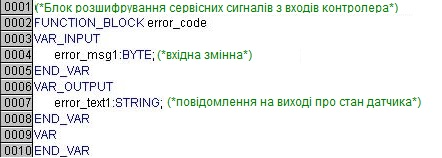 0001 (*Блок розшифрування сервісних сигналів з входів контролера*)
0002 FUNCTION_BLOCK error_code
0003 VAR_INPUT
0004 error_msg1:BYTE; (*вхідна змінна*)
0005 END_VAR
0006 VAR_OUTPUT
0007 error_text1:STRING; (*повідомлення на виході про стан датчика*)
0008 END_VAR
0009 VAR
0010 END_VAR